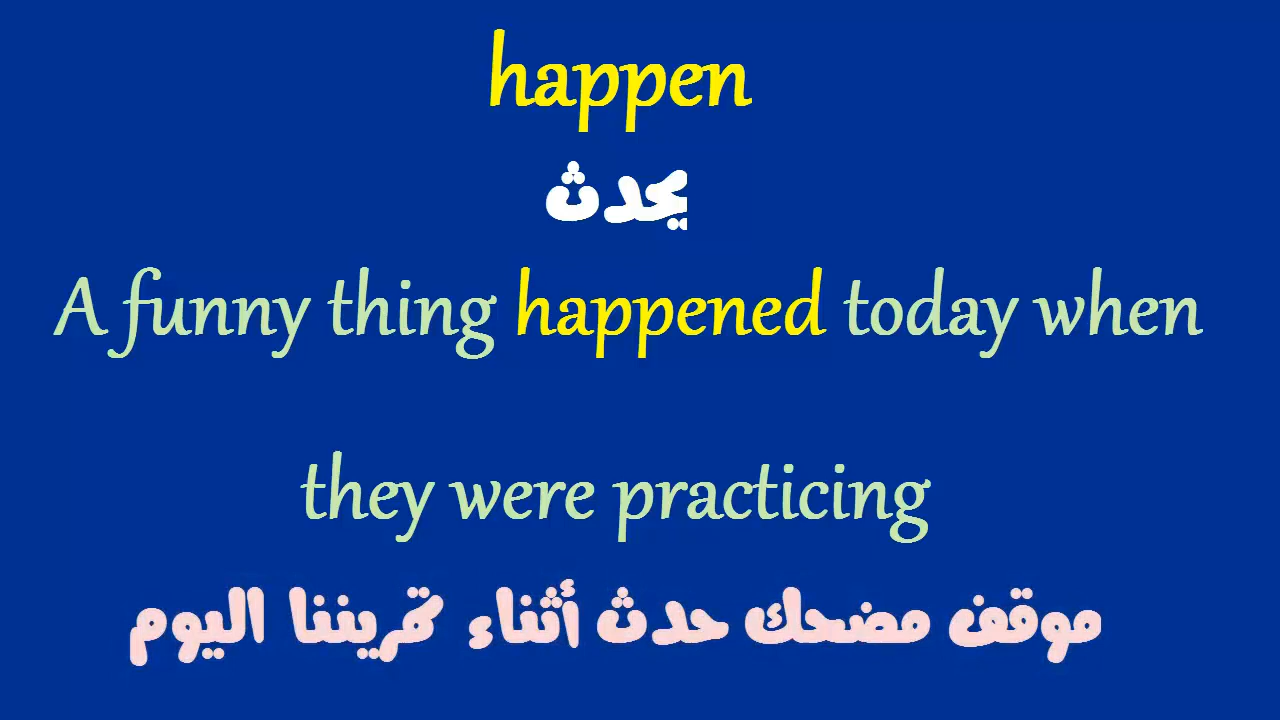 happen
يحدث
A funny thing happened today when
they were practicing
موقف مضحك حدث أثناء تمريننا اليوم